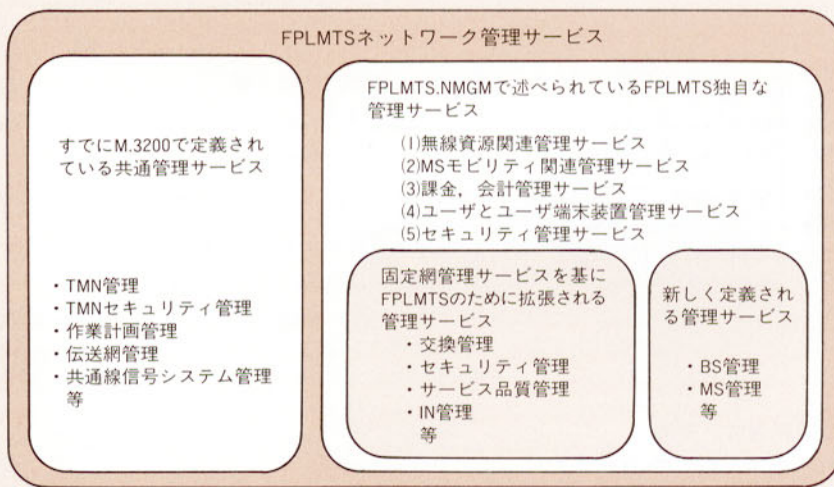 FPLMTSネットワーク管理サービス
すでにM.3200で定義され
ている共通管理サービス
・TMN管理
・TMNセキュリティ管理
・作業計画管理
・伝送網管理
・共通線信号システム管理
等
FPLMTS.NMGMで述べられているFPLMTS独自な
管理サービス
(1)無線資源関連管理サービス
(2)MSモビリティ関連管理サービス
(3)課金，会計管理サービス
(4)ユーザとユーザ端末装置管理サービス
(5)セキュリティ管理サービス
固定網管理サービスを基に
FPLMTSのために拡張される
管理サービス
・交換管理
・セキュリティ管理
・サービス品質管理
・IN管理
等
新しく定義され
る管理サービス
・BS管理
・MS管理
等